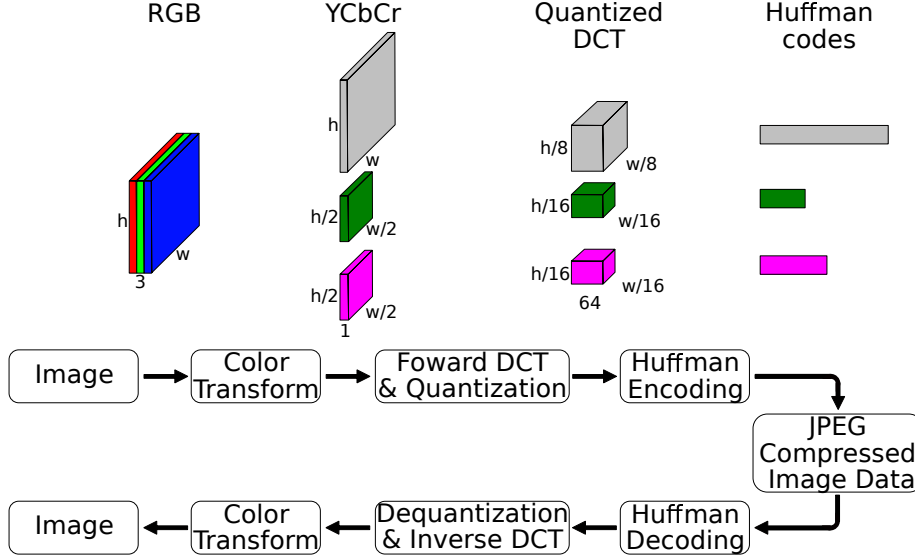 RGB
YCbCr
Quantized
DCT
Huffman
codes
h
w
3
h
w
h/2
w/2
h/2
w/2
1
h/8
w/8
h/16
w/16
h/16
w/16
64
Image
Color
Transform
Foward DCT
& Quantization
Huffman
Encoding
JPEG
Compressed
Image Data
Image
Color
Transform
Dequantization
& Inverse DCT
Huffman
Decoding